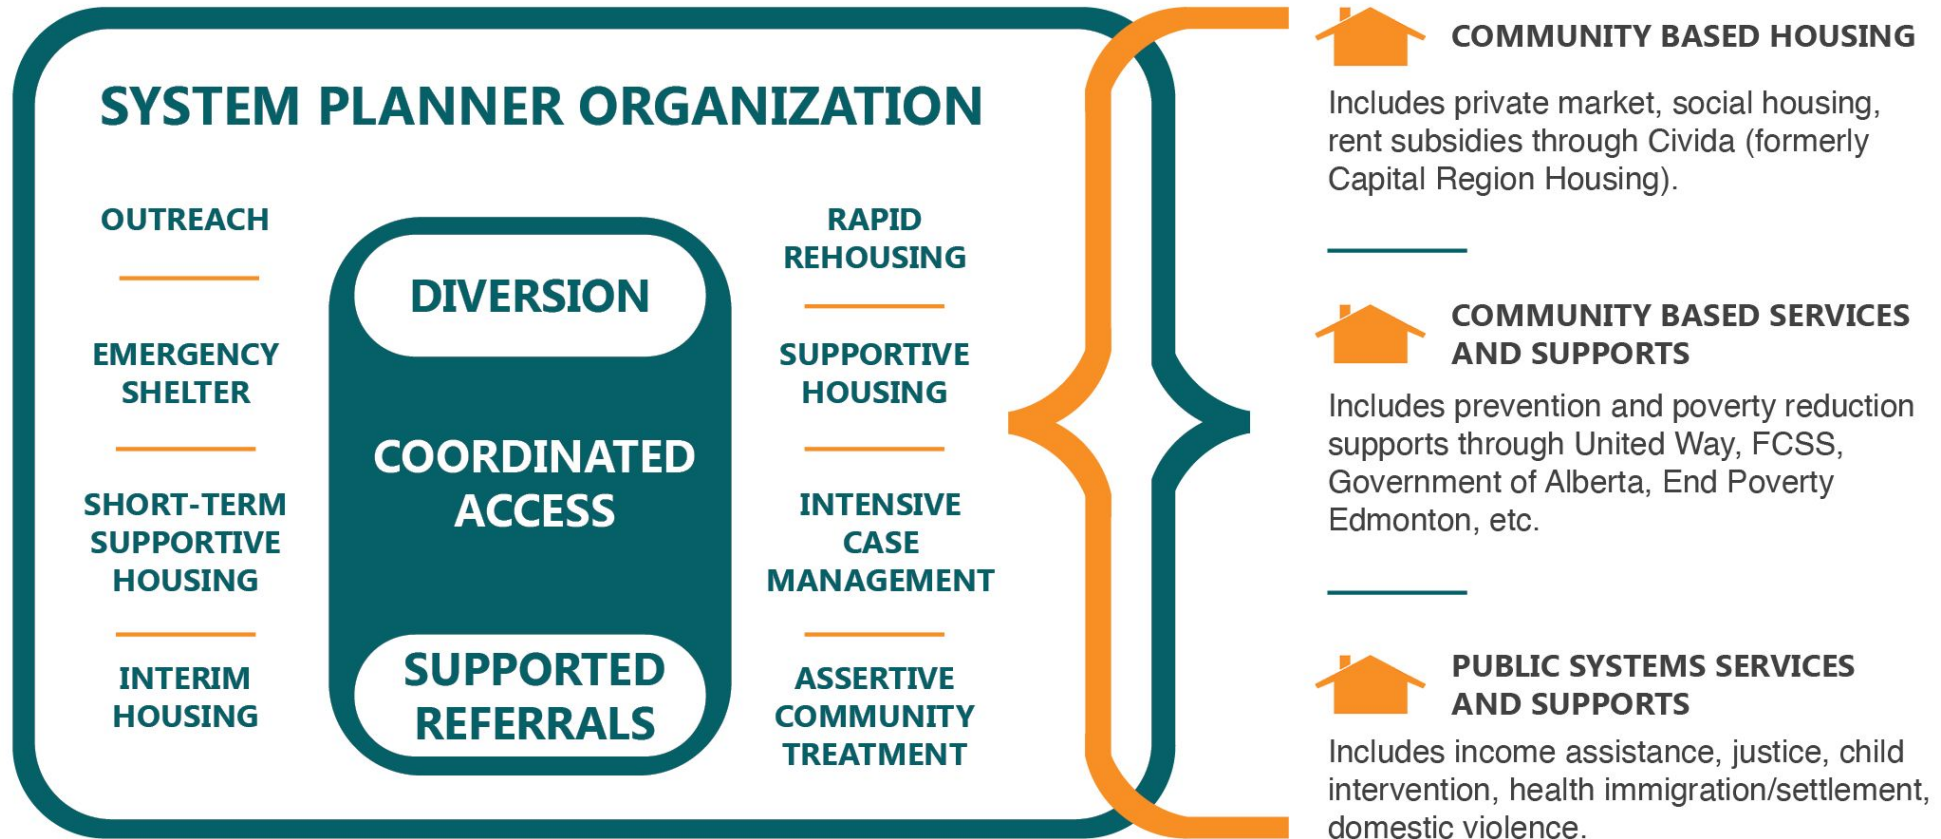 SYSTEM PLANNER ORGANIZATION
OUTREACH
EMERGENCY
SHELTER
SHORT-TERM
SUPPORTIVE
HOUSING
INTERIM
HOUSING
DIVERSION
COORDINATED
ACCESS
SUPPORTED
REFERRALS
RAPID
REHOUSING
SUPPORTIVE
HOUSING
INTENSIVE
CASE
MANAGEMENT
ASSERTIVE
COMMUNITY
TREATMENT
COMMUNITY BASED HOUSING
Includes private market, social housing,
rent subsidies through Civida (formerly
Capital Region Housing).
COMMUNITY BASED SERVICES
AND SUPPORTS
Includes prevention and poverty reduction
supports through United Way, FCSS,
Government of Alberta, End Poverty
Edmonton, etc.
PUBLIC SYSTEMS SERVICES
AND SUPPORTS
Includes income assistance, justice, child
intervention, health immigration/settlement,
domestic violence.